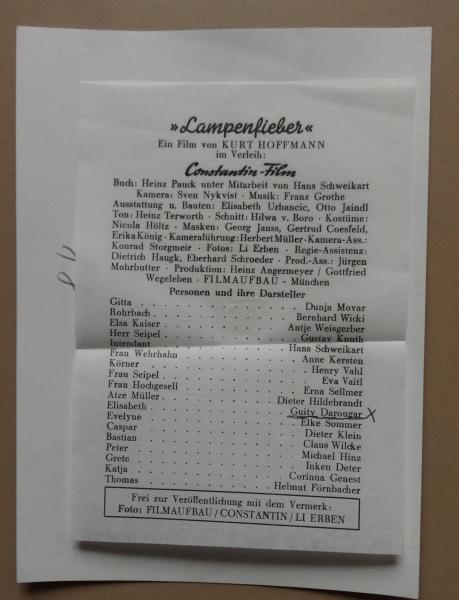 »Lampenfieber«
Ein Film von KURT HOFFMANN
im Verleih:
Constantin-Film
Buch: Heinz Pauck unter Mitarbeit von Hans Schweikart
Kamera: Sven Nykvist · Musik: Franz Grothe
Ausstattung u. Bauten: Elisabeth Urbancic, Otto Jaindl
Ton: Heinz Terworth · Schnitt: Hilwa v. Boro · Kostüme:
Nicola Höltz · Masken: Georg Jauss, Gertrud Coesfeld,
Erika König · Kameraführung: Herbert Müller · Kamera-Ass.:
Konrad Storgmeir · Fotos: Li Erben · Regie-Assistenz:
Dietrich Haugk, Eberhard Schroeder · Prod.-Ass.: Jürgen
Mohrbutter · Produktion: Heinz Angermeyer / Gottfried
Wegeleben · FILMAUFBAU - München
Personen und ihre Darsteller
Gitta . . . . . . . . . . . . Dunja Movar
Rohrbach . . . . . . . . . . . . Bernhard Wicki
Elsa Kaiser . . . . . . . . . . . . Antje Weisgerber
Herr Seipel . . . . . . . . . . . . Gustav Knuth
Intendant . . . . . . . . . . . . Hans Schweikart
Frau Wehrhahn . . . . . . . . . . . . Anne Kersten
Körner . . . . . . . . . . . . Henry Vahl
Frau Seipel . . . . . . . . . . . . Eva Vaitl
Frau Hochgesell . . . . . . . . . . . . Erna Sellmer
Atze Müller . . . . . . . . . . . . Dieter Hildebrandt
Elisabeth . . . . . . . . . . . . Guity Darougar X
Evelyne . . . . . . . . . . . . Elke Sommer
Caspar . . . . . . . . . . . . Dieter Klein
Bastian . . . . . . . . . . . . Claus Wilcke
Peter . . . . . . . . . . . . Michael Hinz
Grete . . . . . . . . . . . . Inken Deter
Katja . . . . . . . . . . . . Corinna Genest
Thomas . . . . . . . . . . . . Helmut Förnbacher
Frei zur Veröffentlichung mit dem Vermerk:
Foto: FILMAUFBAU / CONSTANTIN / LI ERBEN